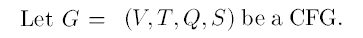 Let G = (V, T, Q, S) be a CFG.